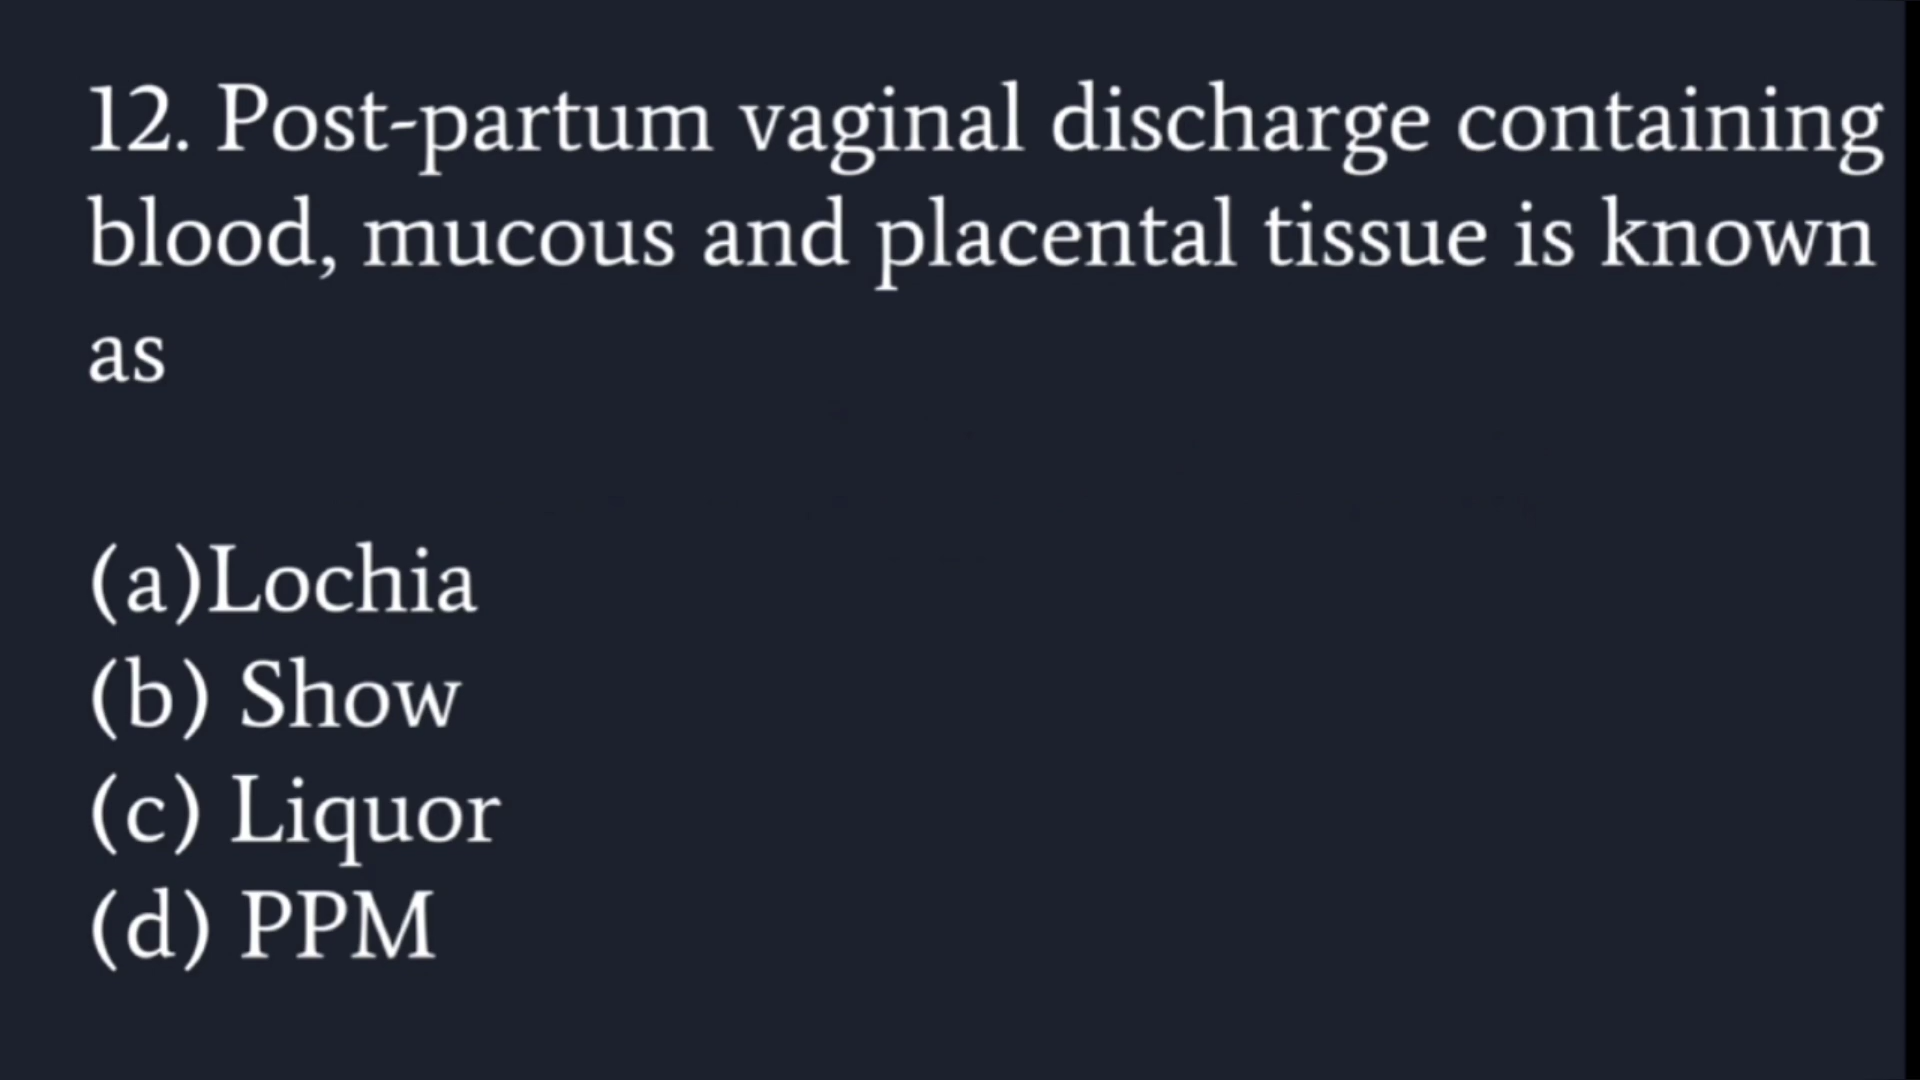 12. Post-partum vaginal discharge containing
blood, mucous and placental tissue is known
as
(a)Lochia
(b) Show
(c) Liquor
(d) PPM